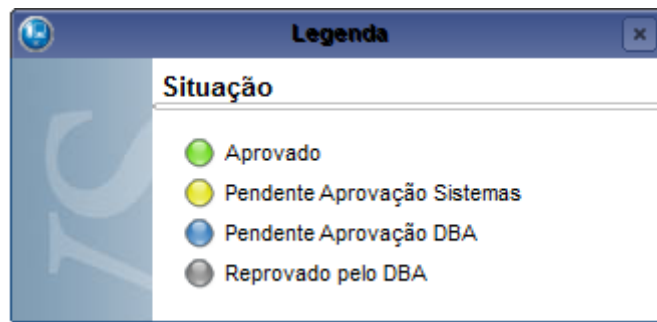 Legenda
Situação
Aprovado
Pendente Aprovação Sistemas
Pendente Aprovação DBA
Reprovado pelo DBA